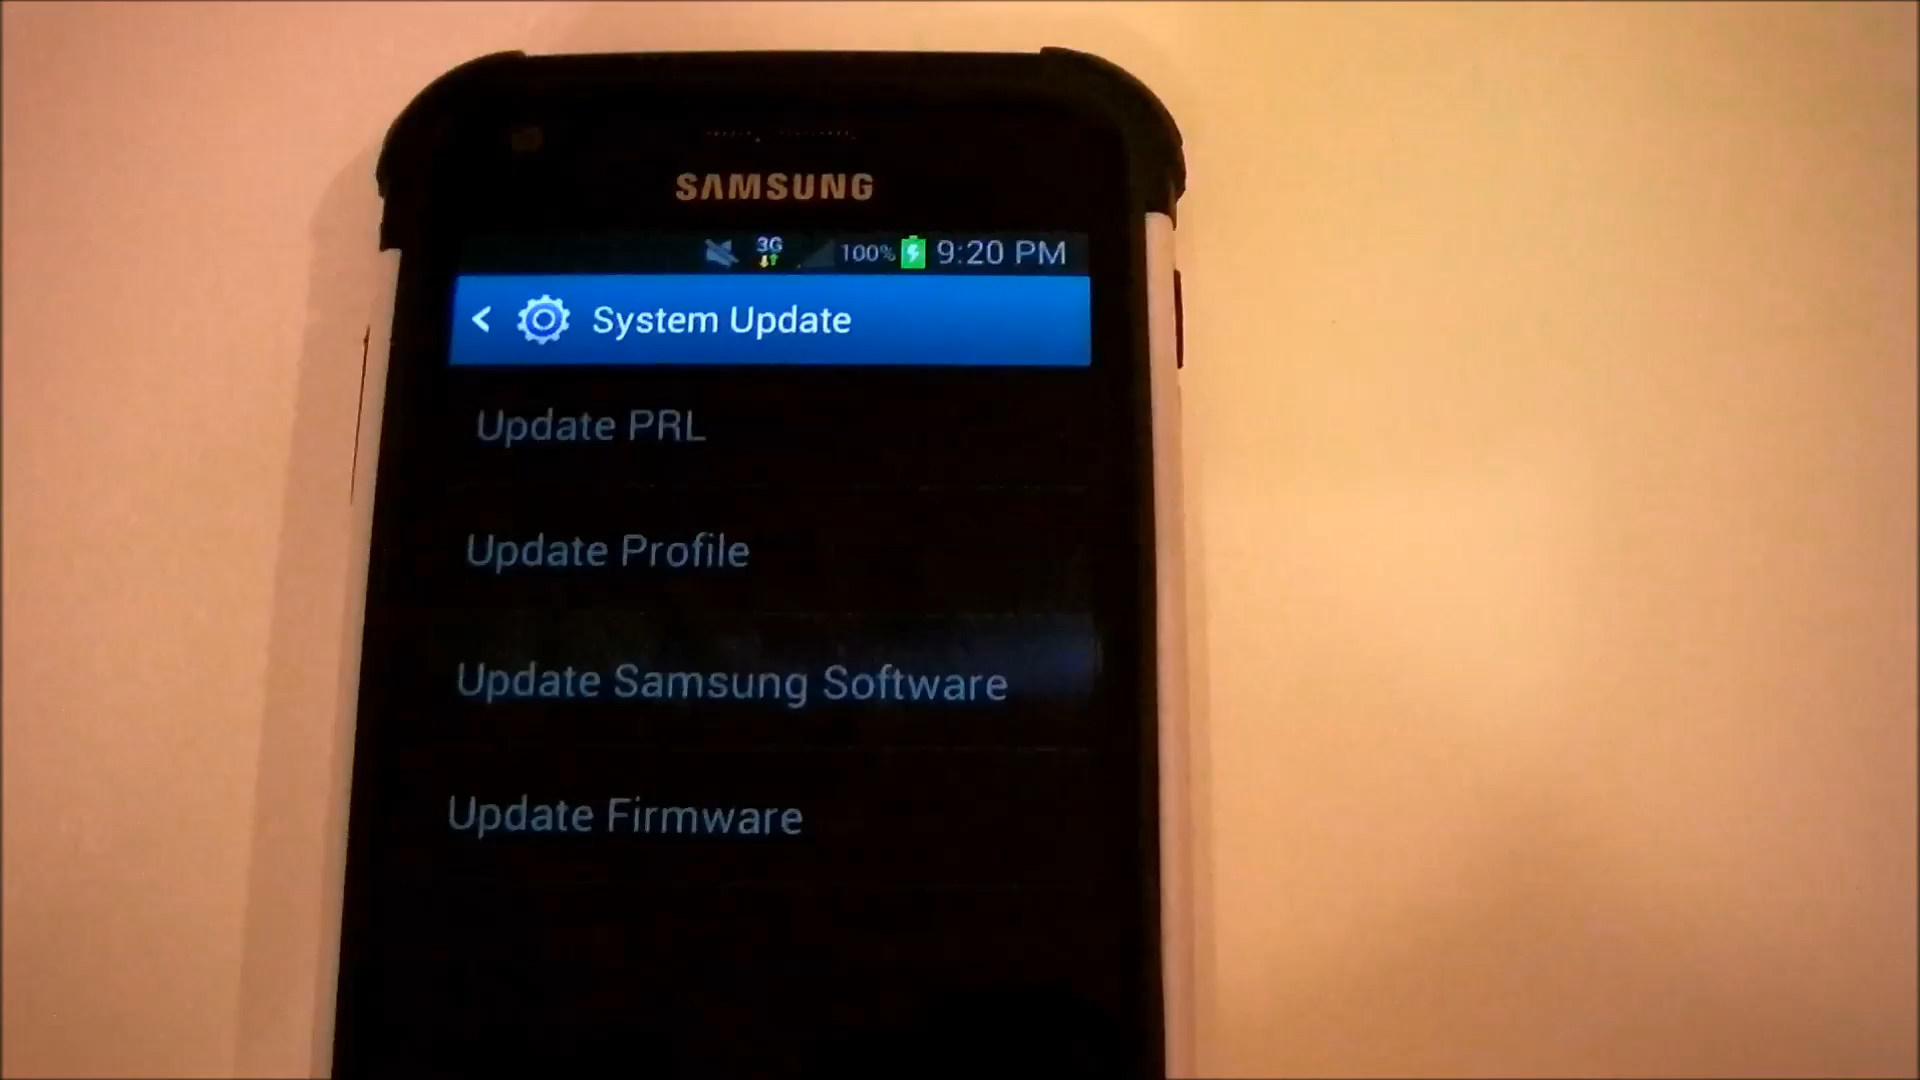 SAMSUNG
3G 100% 9:20 PM
< System Update
Update PRL
Update Profile
Update Samsung Software
Update Firmware